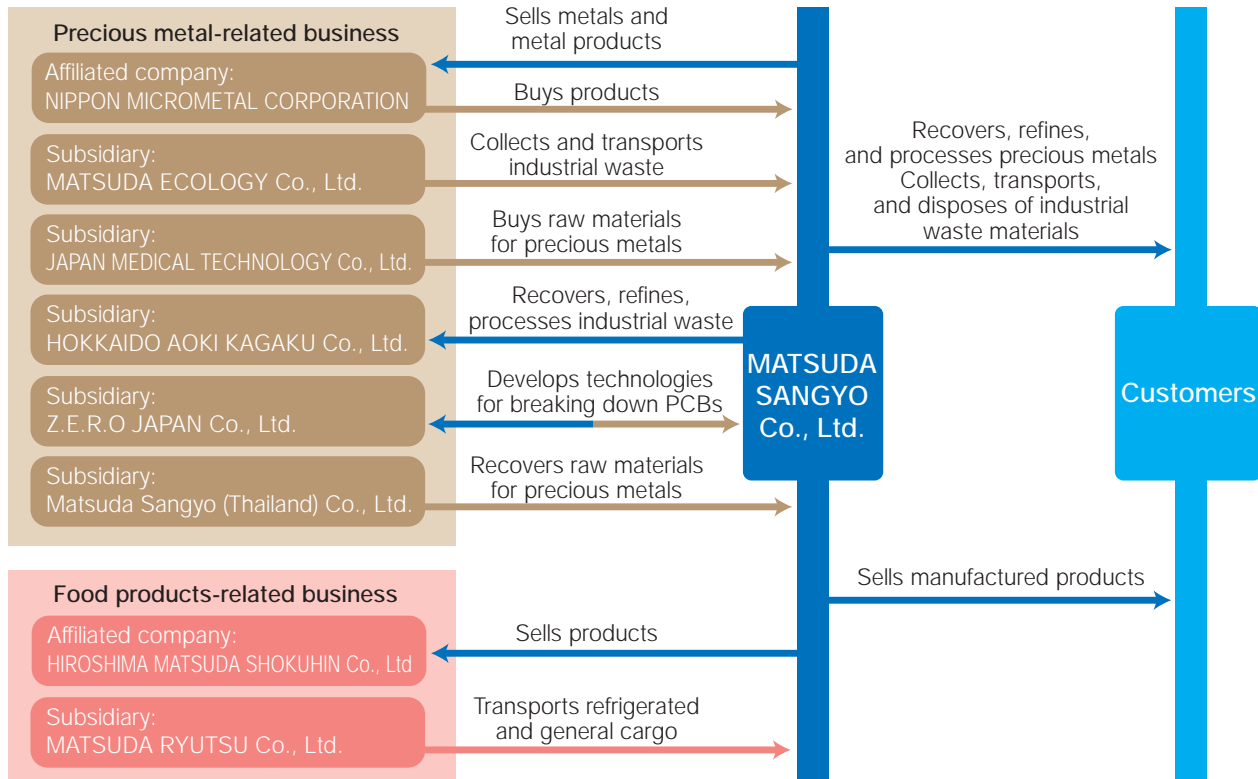 Precious metal-related business
Affiliated company:
NIPPON MICROMETAL CORPORATION
Subsidiary:
MATSUDA ECOLOGY Co., Ltd.
Subsidiary:
JAPAN MEDICAL TECHNOLOGY Co., Ltd.
Subsidiary:
HOKKAIDO AOKI KAGAKU Co., Ltd.
Subsidiary:
Z.E.R.O JAPAN Co., Ltd.
Subsidiary:
Matsuda Sangyo (Thailand) Co., Ltd.
Food products-related business
Affiliated company:
HIROSHIMA MATSUDA SHOKUHIN Co., Ltd
Subsidiary:
MATSUDA RYUTSU Co., Ltd.
Sells metals and
metal products
Buys products
Collects and transports
industrial waste
Buys raw materials
for precious metals
Recovers, refines,
processes industrial waste
Develops technologies
for breaking down PCBs
Recovers raw materials
for precious metals
Sells products
Transports refrigerated
and general cargo
MATSUDA
SANGYO
Co., Ltd.
Recovers, refines,
and processes precious metals
Collects, transports,
and disposes of industrial
waste materials
Sells manufactured products
Customers